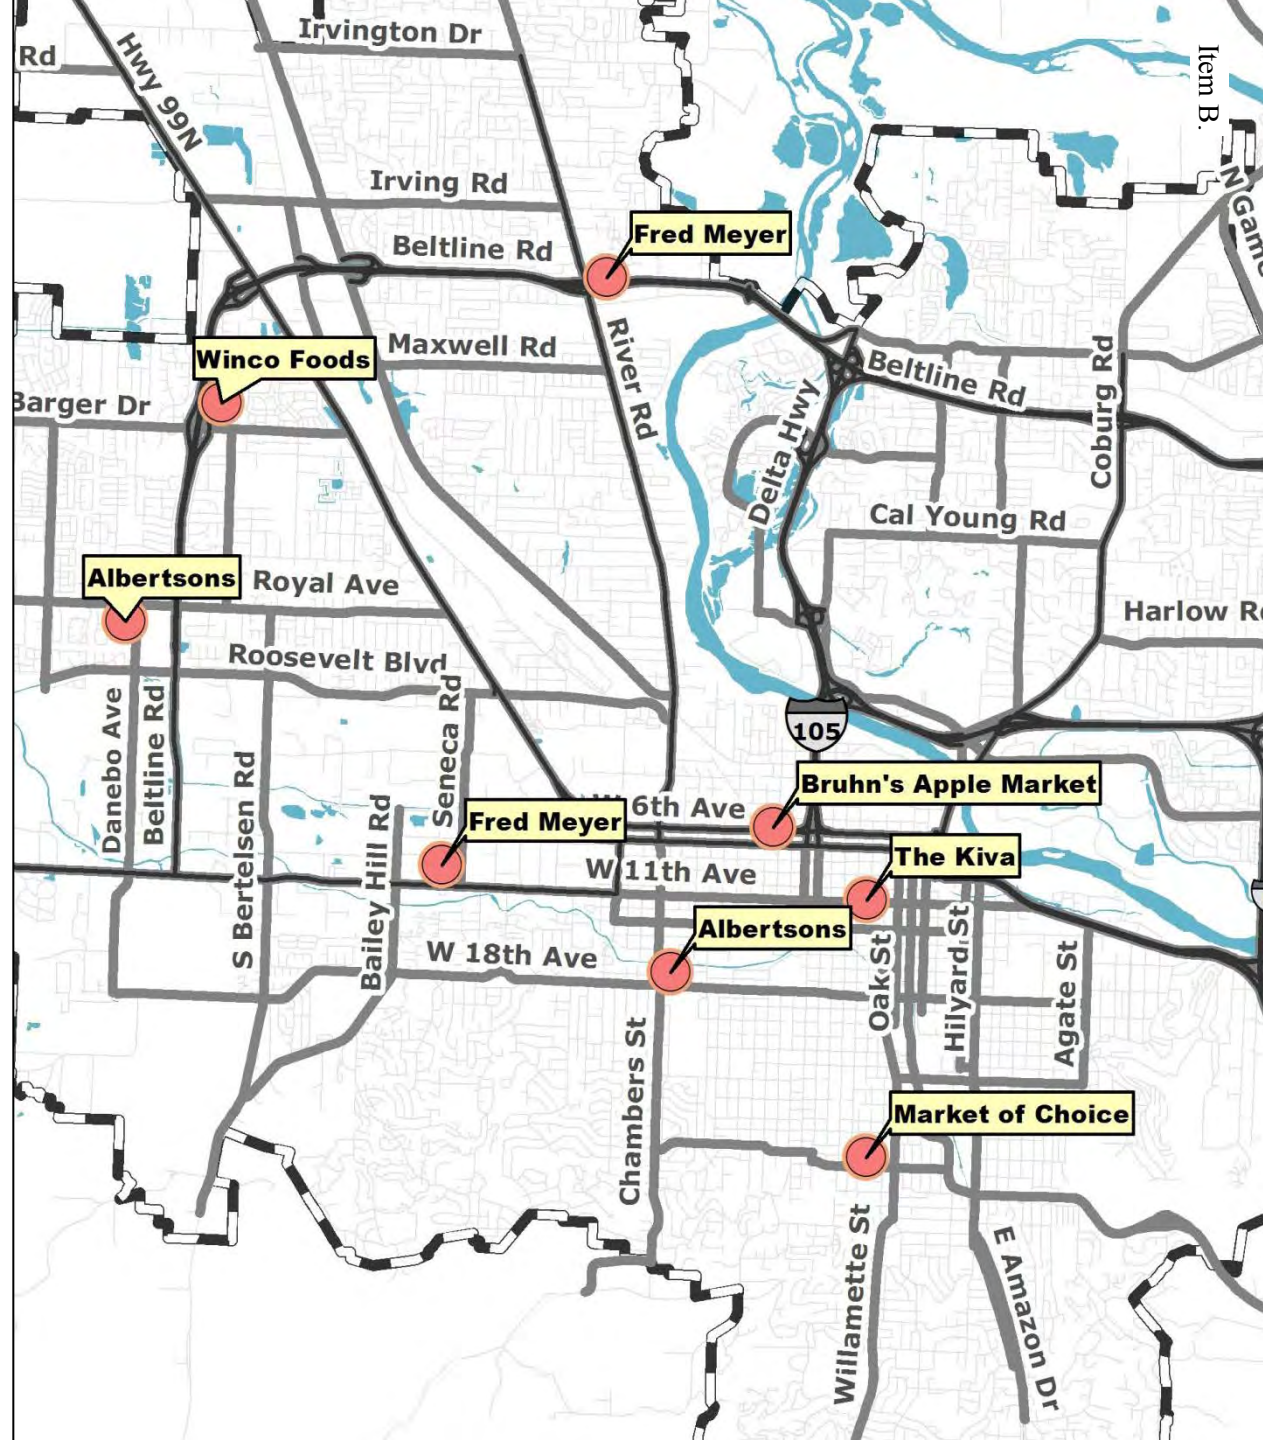 Irvington Dr
Rd
Hwy 99N
Item B.
Irving Rd
N Game
Fred Meyer
Beltline Rd
Winco Foods
Maxwell Rd
River Rd
Beltline Rd
Coburg Rd
Barger Dr
Delta Hwy
Cal Young Rd
Albertsons
Royal Ave
Harlow R
Roosevelt Blvd
Seneca Rd
Danebo Ave
Beltline Rd
S Bertelsen Rd
105
Bruhn's Apple Market
Bailey Hill Rd
Fred Meyer
W 6th Ave
The Kiva
W 11th Ave
Albertsons
W 18th Ave
Oak St
Hilyard St
Agate St
Chambers St
Market of Choice
Willamette St
E Amazon Dr